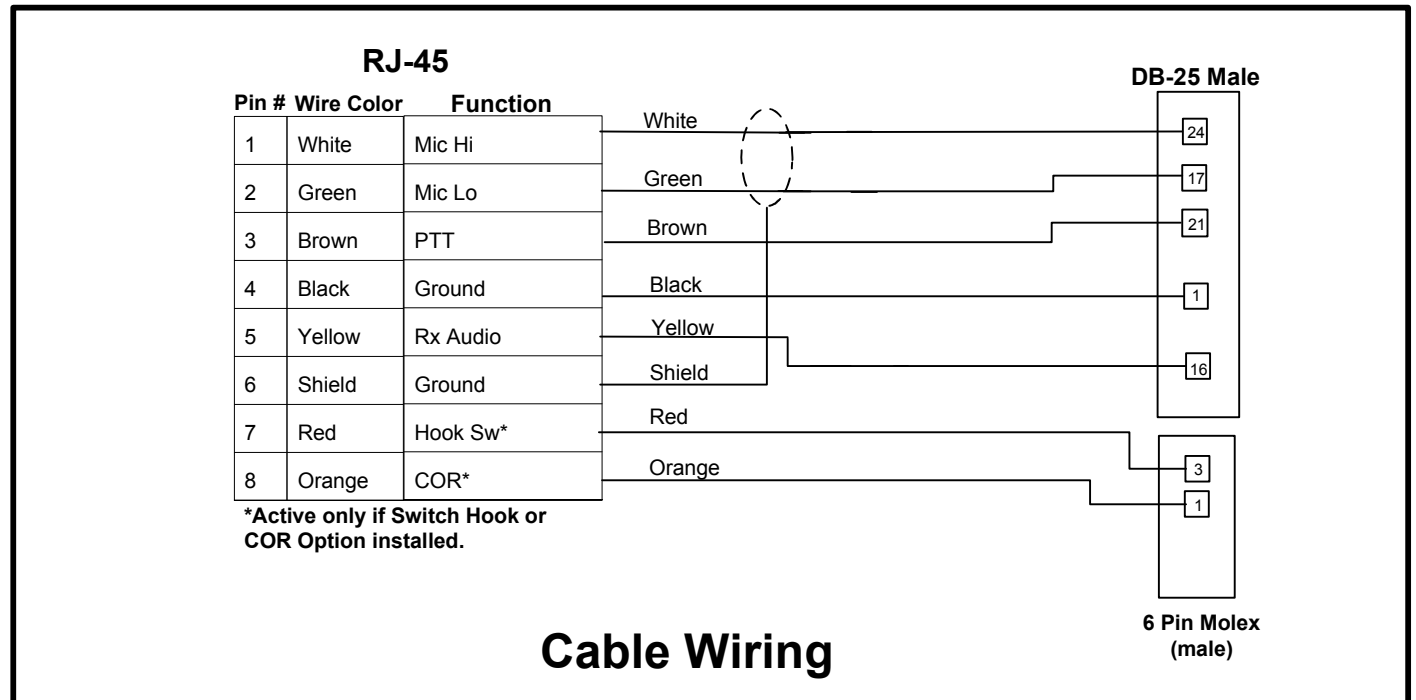 RJ-45
DB-25 Male
Pin # Wire Color Function
1 White Mic Hi White 24
2 Green Mic Lo Green 17
3 Brown PTT Brown 21
4 Black Ground Black 1
5 Yellow Rx Audio Yellow 16
6 Shield Ground Shield
7 Red Hook Sw* Red 3
8 Orange COR* Orange 1
*Active only if Switch Hook or
COR Option installed.
6 Pin Molex
(male)
Cable Wiring